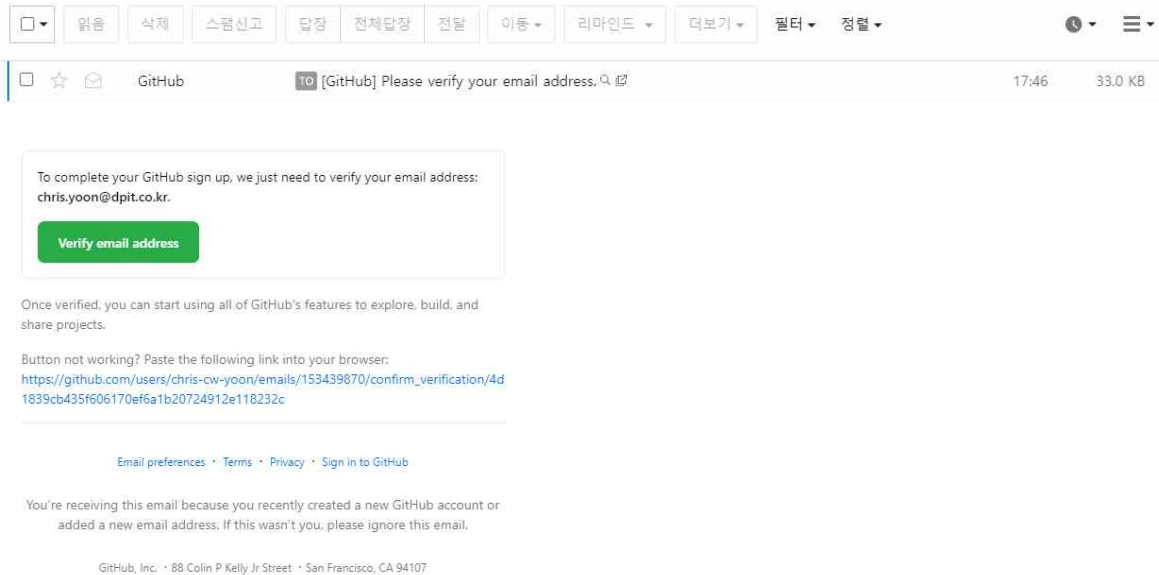 읽음 삭제 스팸신고 답장 전체답장 전달 이동 리마인드 더보기 필터 정렬
GitHub TO [GitHub] Please verify your email address. 17:46 33.0 KB
To complete your GitHub sign up, we just need to verify your email address:
chris.yoon@dpit.co.kr.
Verify email address
Once verified, you can start using all of GitHub's features to explore, build, and
share projects.
Button not working? Paste the following link into your browser:
https://github.com/users/chris-cw-yoon/emails/153439870/confirm_verification/4d
1839cb435f606170ef6a1b20724912e118232c
Email preferences · Terms · Privacy · Sign in to GitHub
You're receiving this email because you recently created a new GitHub account or
added a new email address. If this wasn't you, please ignore this email.
GitHub, Inc. · 88 Colin P Kelly Jr Street · San Francisco, CA 94107